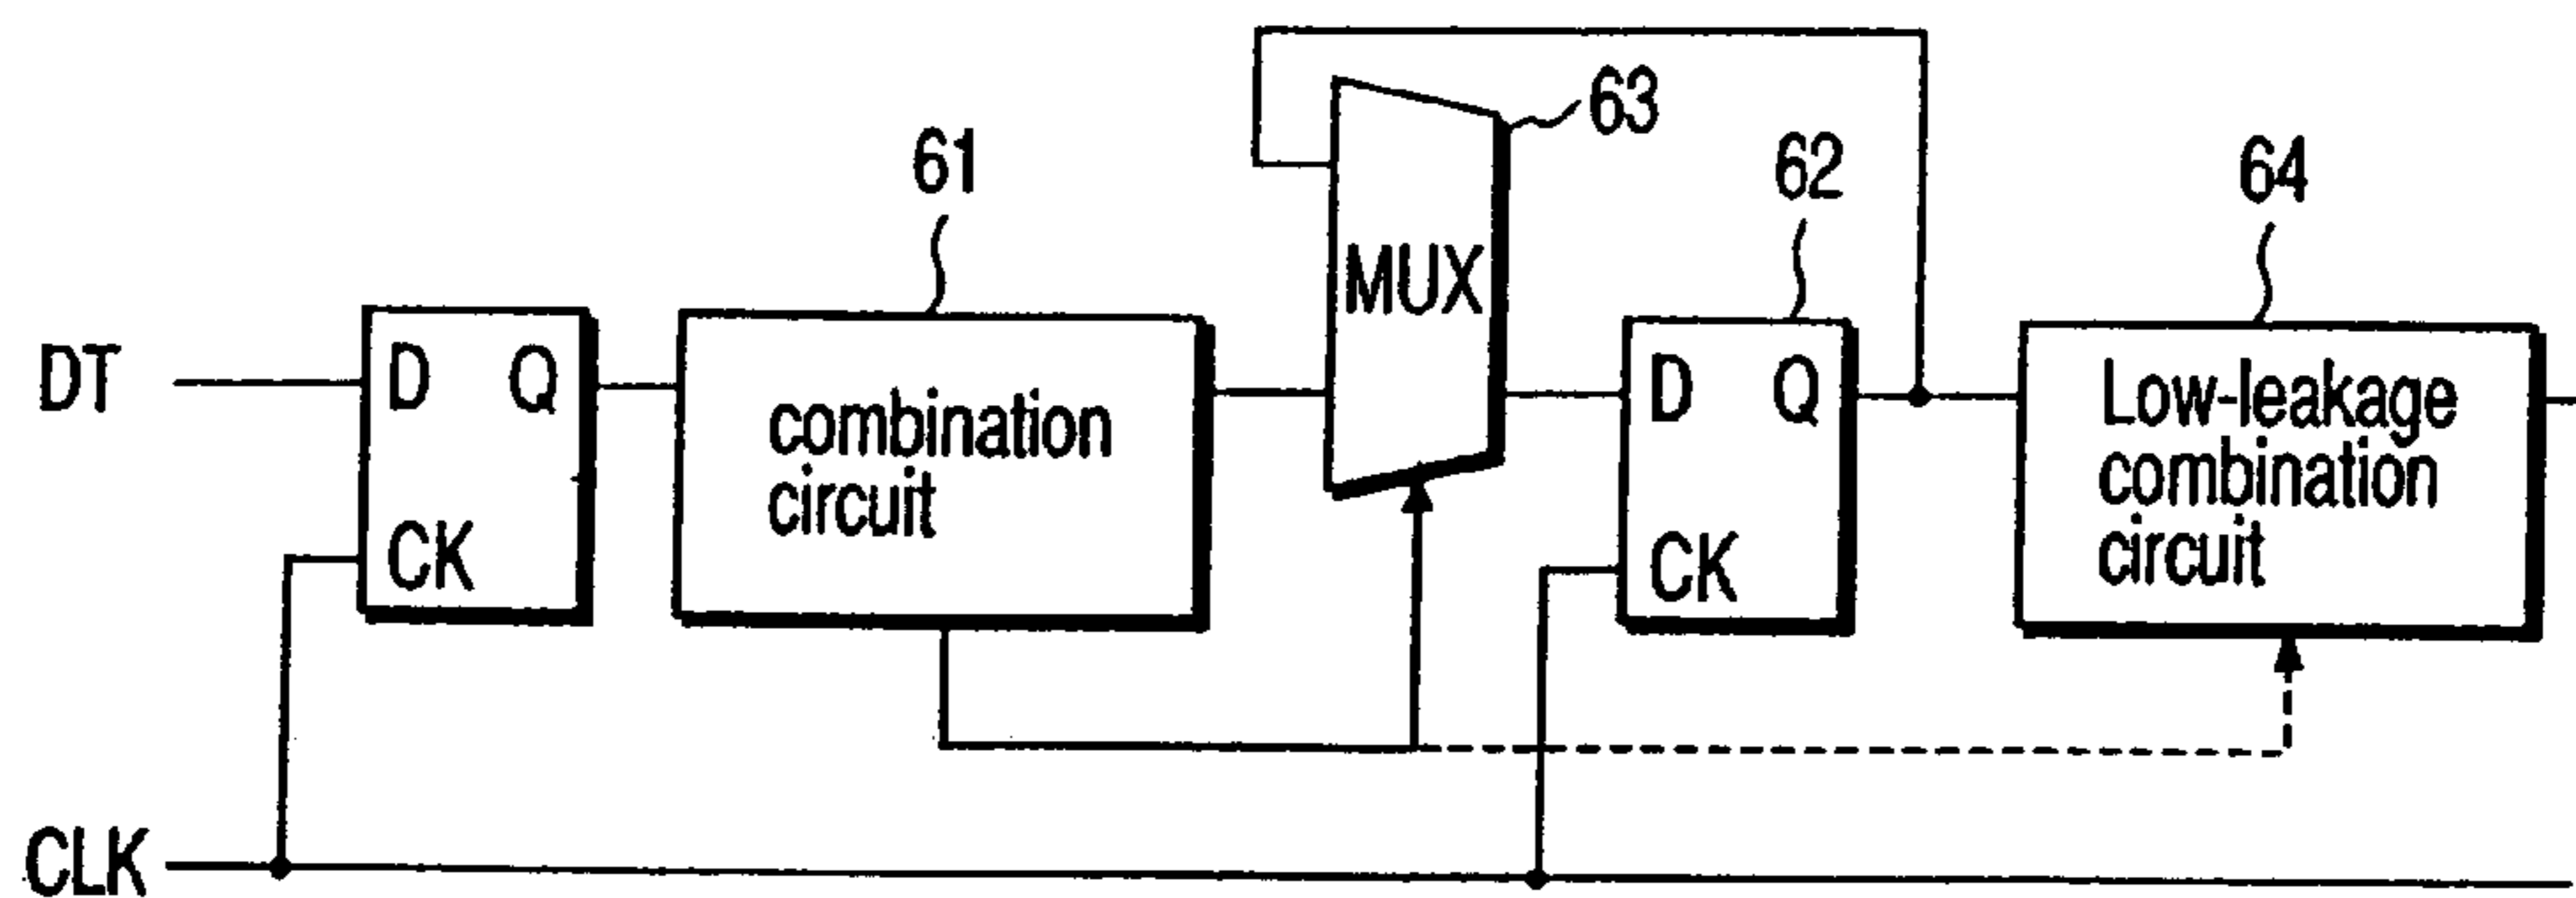 63
61
62
64
MUX
DT
D Q
CK
combination
circuit
D Q
CK
Low-leakage
combination
circuit
CLK